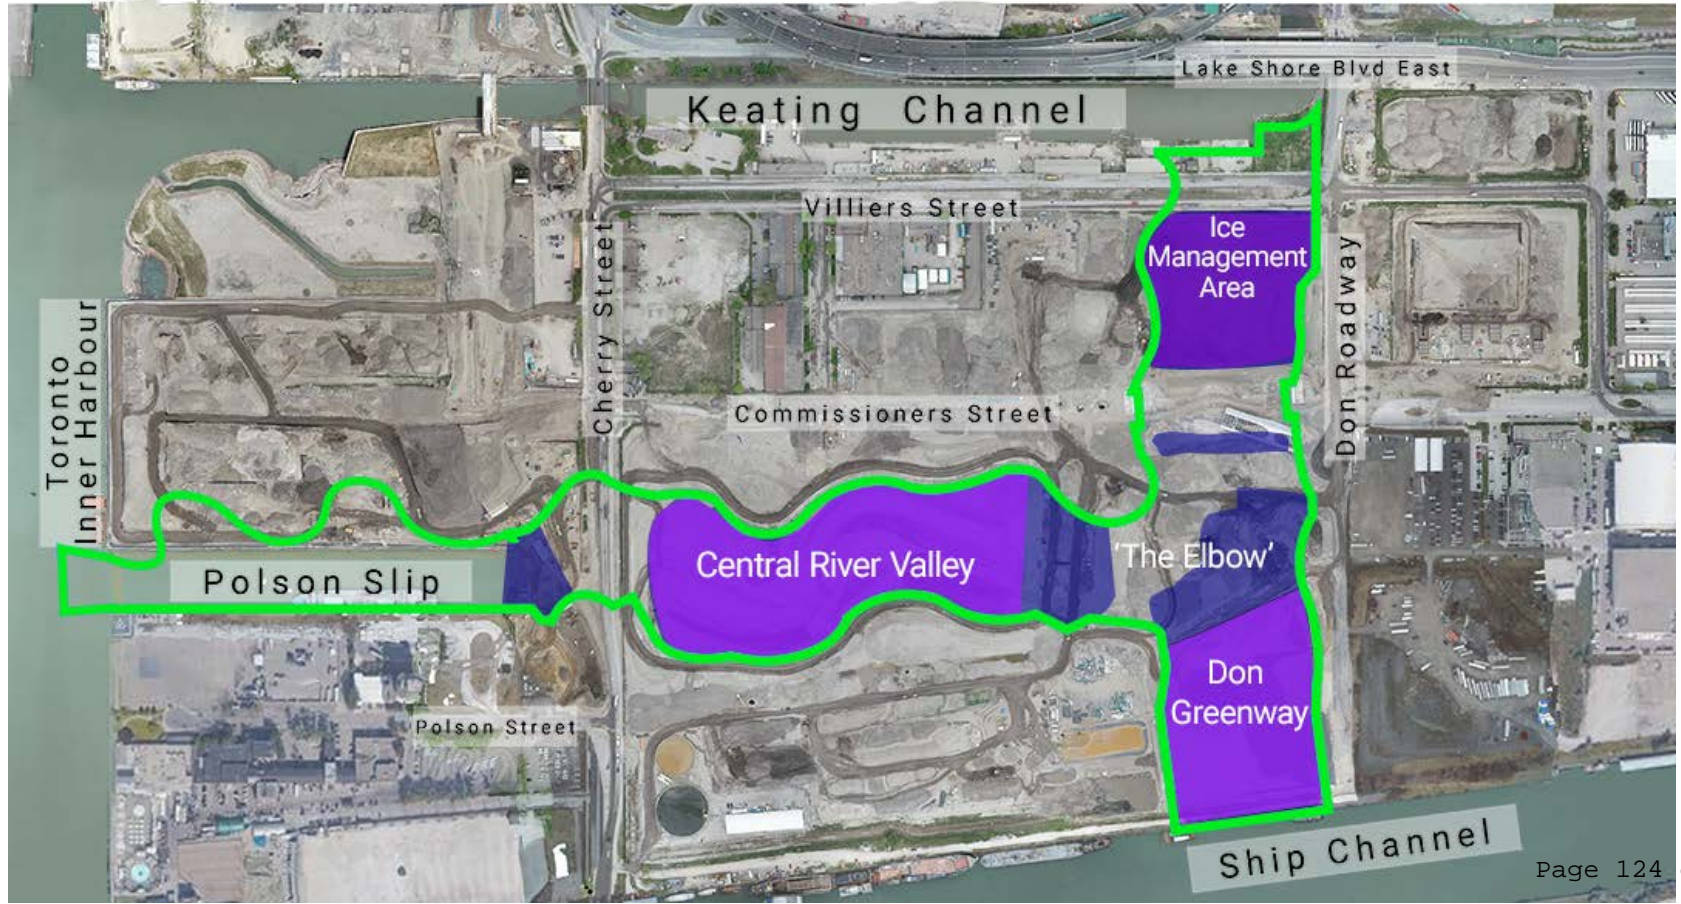 Lake Shore Blvd East
Keating Channel
Villiers Street
Ice
Management
Area
Cherry Street
Don Roadway
Toronto
Inner Harbour
Commissioners Street
Central River Valley
'The Elbow'
Polson Slip
Don
Greenway
Polson Street
Ship Channel
Page 124